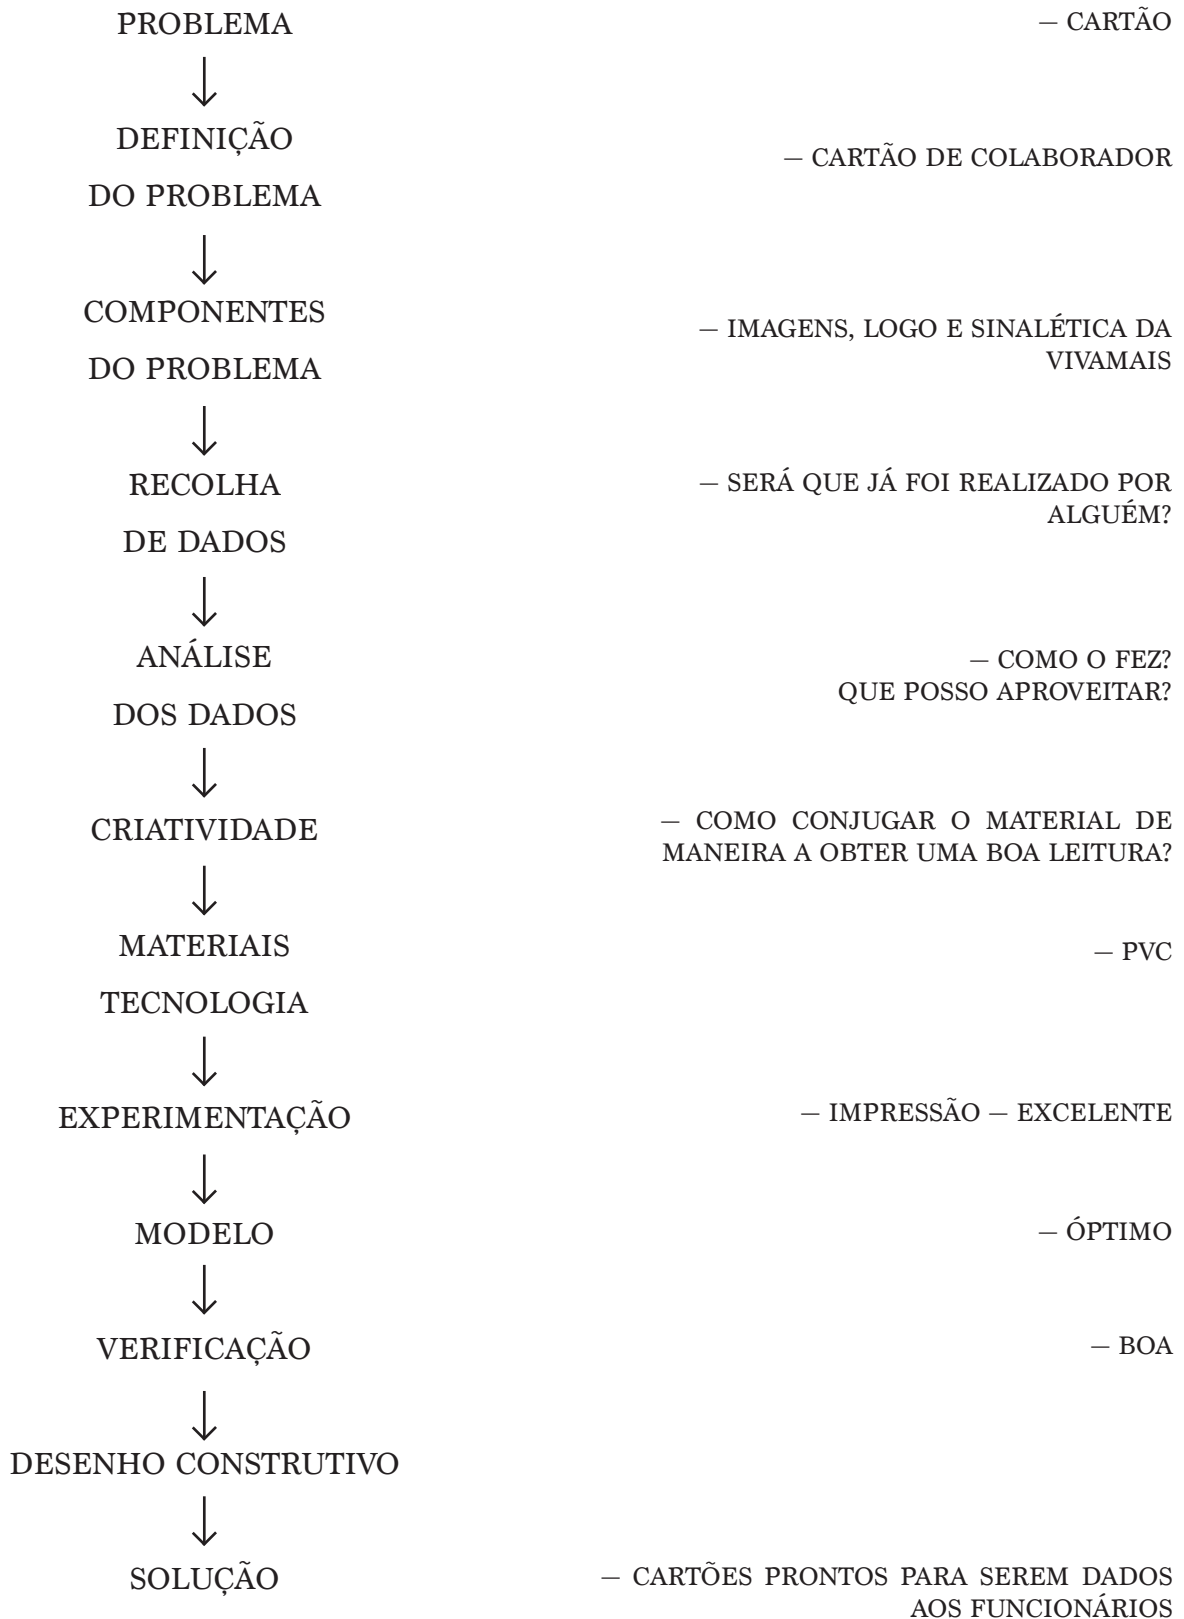 PROBLEMA
— CARTÃO
DEFINIÇÃO
DO PROBLEMA
— CARTÃO DE COLABORADOR
COMPONENTES
DO PROBLEMA
— IMAGENS, LOGO E SINALÉTICA DA
VIVAMAIS
RECOLHA
DE DADOS
— SERÁ QUE JÁ FOI REALIZADO POR
ALGUÉM?
ANÁLISE
DOS DADOS
— COMO O FEZ?
QUE POSSO APROVEITAR?
CRIATIVIDADE
— COMO CONJUGAR O MATERIAL DE
MANEIRA A OBTER UMA BOA LEITURA?
MATERIAIS
TECNOLOGIA
— PVC
EXPERIMENTAÇÃO
— IMPRESSÃO — EXCELENTE
MODELO
— ÓPTIMO
VERIFICAÇÃO
— BOA
DESENHO CONSTRUTIVO
SOLUÇÃO
— CARTÕES PRONTOS PARA SEREM DADOS
AOS FUNCIONÁRIOS